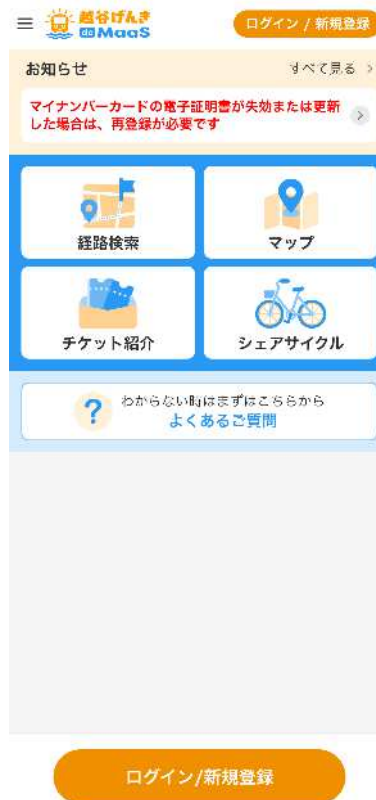 越谷げんき
de MaaS
ログイン / 新規登録
お知らせ
すべて見る
マイナンバーカードの電子証明書が失効または更新
した場合は、再登録が必要です
経路検索
マップ
チケット紹介
シェアサイクル
?
わからない時はまずはこちらから
よくあるご質問
ログイン/新規登録